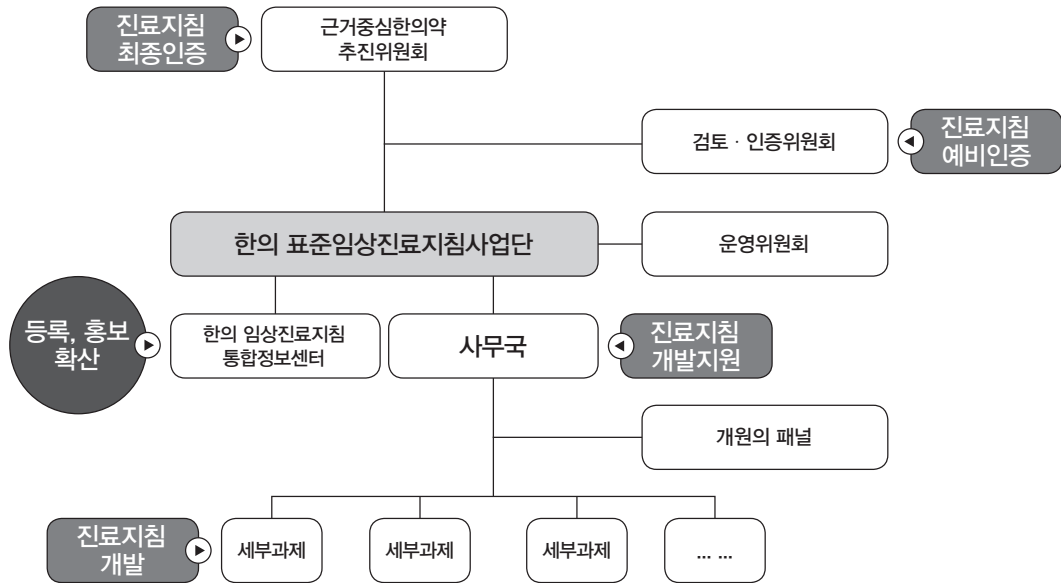 진료지침
최종인증
근거중심한의약
추진위원회
검토 · 인증위원회
진료지침
예비인증
한의 표준임상진료지침사업단
운영위원회
등록, 홍보
확산
한의 임상진료지침
통합정보센터
사무국
진료지침
개발지원
개원의 패널
진료지침
개발
세부과제
세부과제
세부과제
... ...